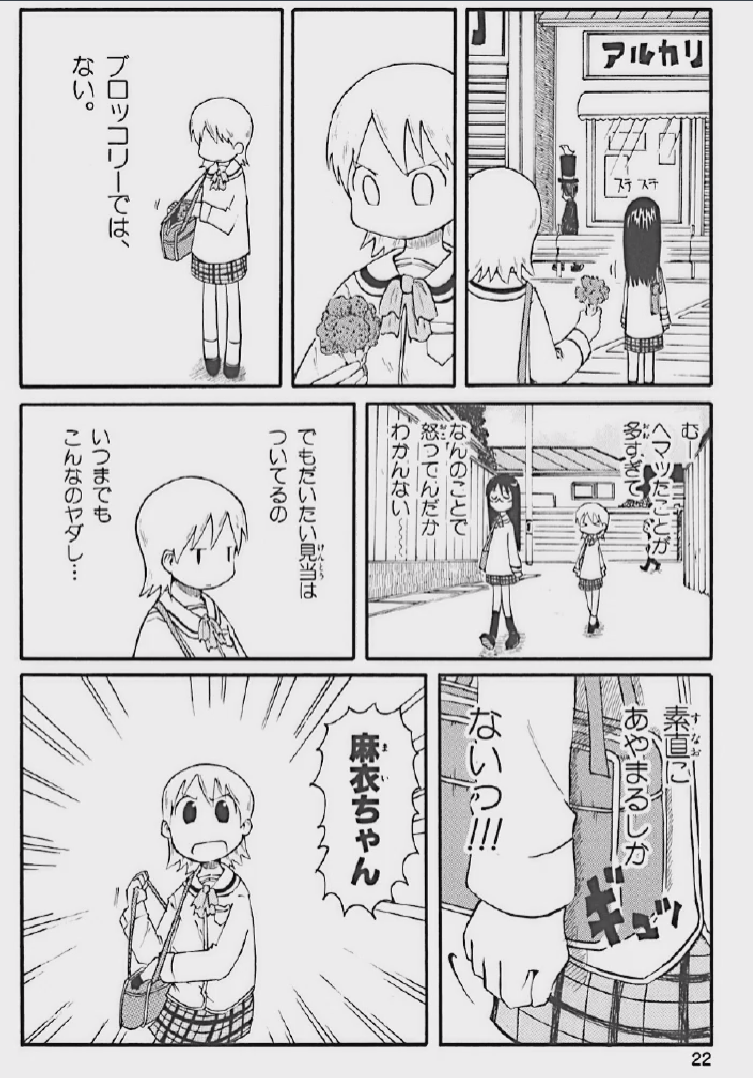 アルカリ
ステ
ステ
ブロッコリーでは、
ない。
むー
ヘマッたことが
多すぎて
なんのことで
怒ってんだか
わかんない〜〜〜
でもだいたい見当は
ついてるの
いつまでも
こんなのヤダし…
素直に
あやまるしか
ないっ!!!
ギュッ
麻衣ちゃん
22